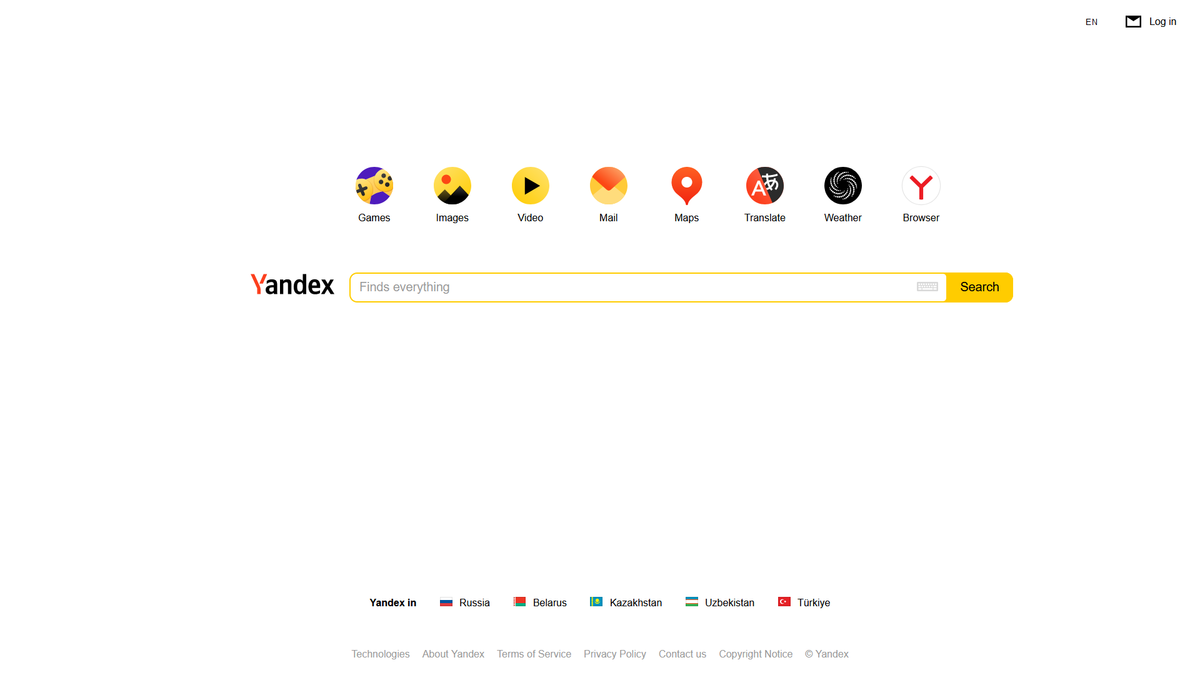 EN Log in
Games Images Video Mail Maps Translate Weather Browser
Yandex Finds everything Search
Yandex in Russia Belarus Kazakhstan Uzbekistan Türkiye
Technologies About Yandex Terms of Service Privacy Policy Contact us Copyright Notice © Yandex